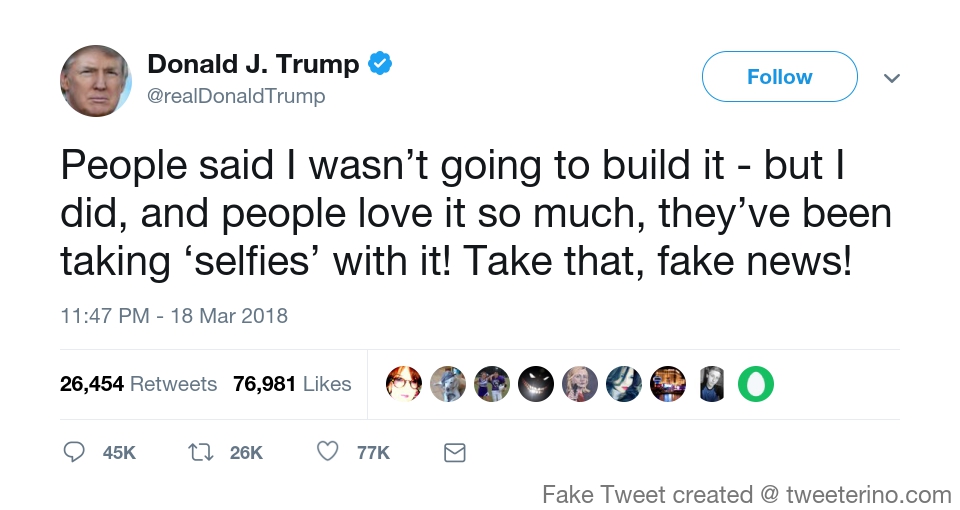 Donald J. Trump
@realDonaldTrump
Follow
People said I wasn’t going to build it - but I
did, and people love it so much, they’ve been
taking ‘selfies’ with it! Take that, fake news!
11:47 PM - 18 Mar 2018
26,454 Retweets 76,981 Likes
45K 26K 77K
Fake Tweet created @ tweeterino.com